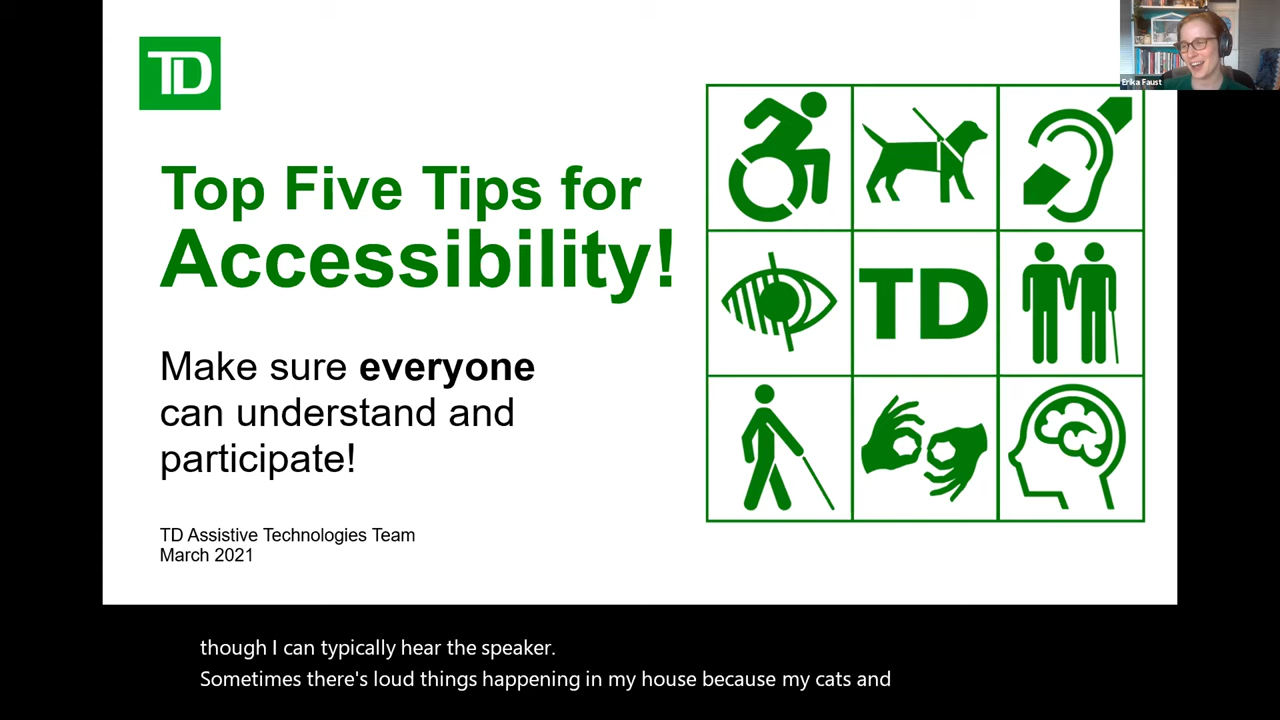 TD
Top Five Tips for
Accessibility!
Make sure everyone
can understand and
participate!
TD Assistive Technologies Team
March 2021
TD
Erika Faust
though I can typically hear the speaker.
Sometimes there's loud things happening in my house because my cats and